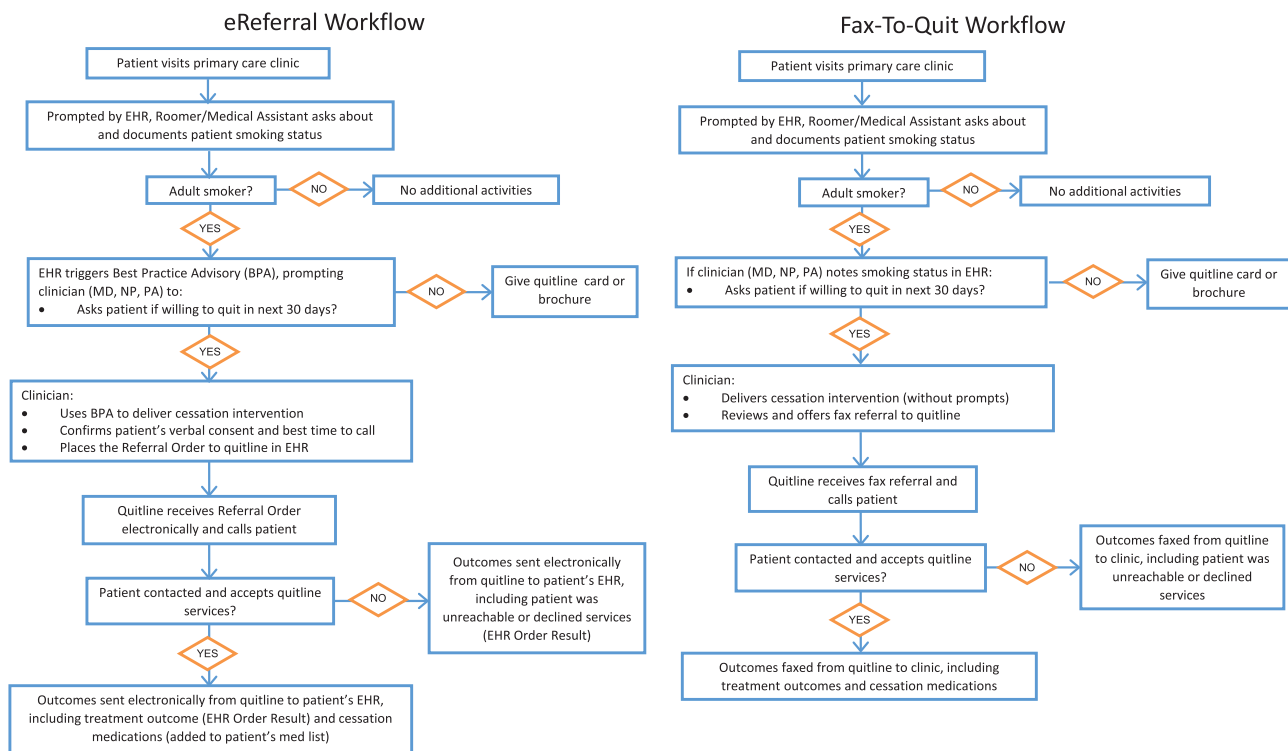 eReferral Workflow
Patient visits primary care clinic
Prompted by EHR, Roomer/Medical Assistant asks about
and documents patient smoking status
Adult smoker?
NO
No additional activities
YES
EHR triggers Best Practice Advisory (BPA), prompting
clinician (MD, NP, PA) to:
• Asks patient if willing to quit in next 30 days?
NO
Give quitline card or
brochure
YES
Clinician:
• Uses BPA to deliver cessation intervention
• Confirms patient's verbal consent and best time to call
• Places the Referral Order to quitline in EHR
Quitline receives Referral Order
electronically and calls patient
Patient contacted and accepts quitline
services?
NO
Outcomes sent electronically
from quitline to patient's EHR,
including patient was
unreachable or declined services
(EHR Order Result)
YES
Outcomes sent electronically from quitline to patient's EHR,
including treatment outcome (EHR Order Result) and cessation
medications (added to patient's med list)
Fax-To-Quit Workflow
Patient visits primary care clinic
Prompted by EHR, Roomer/Medical Assistant asks about
and documents patient smoking status
Adult smoker?
NO
No additional activities
YES
If clinician (MD, NP, PA) notes smoking status in EHR:
• Asks patient if willing to quit in next 30 days?
NO
Give quitline card or
brochure
YES
Clinician:
• Delivers cessation intervention (without prompts)
• Reviews and offers fax referral to quitline
Quitline receives fax referral and
calls patient
Patient contacted and accepts quitline
services?
NO
Outcomes faxed from quitline
to clinic, including patient was
unreachable or declined
services
YES
Outcomes faxed from quitline to clinic, including
treatment outcomes and cessation medications